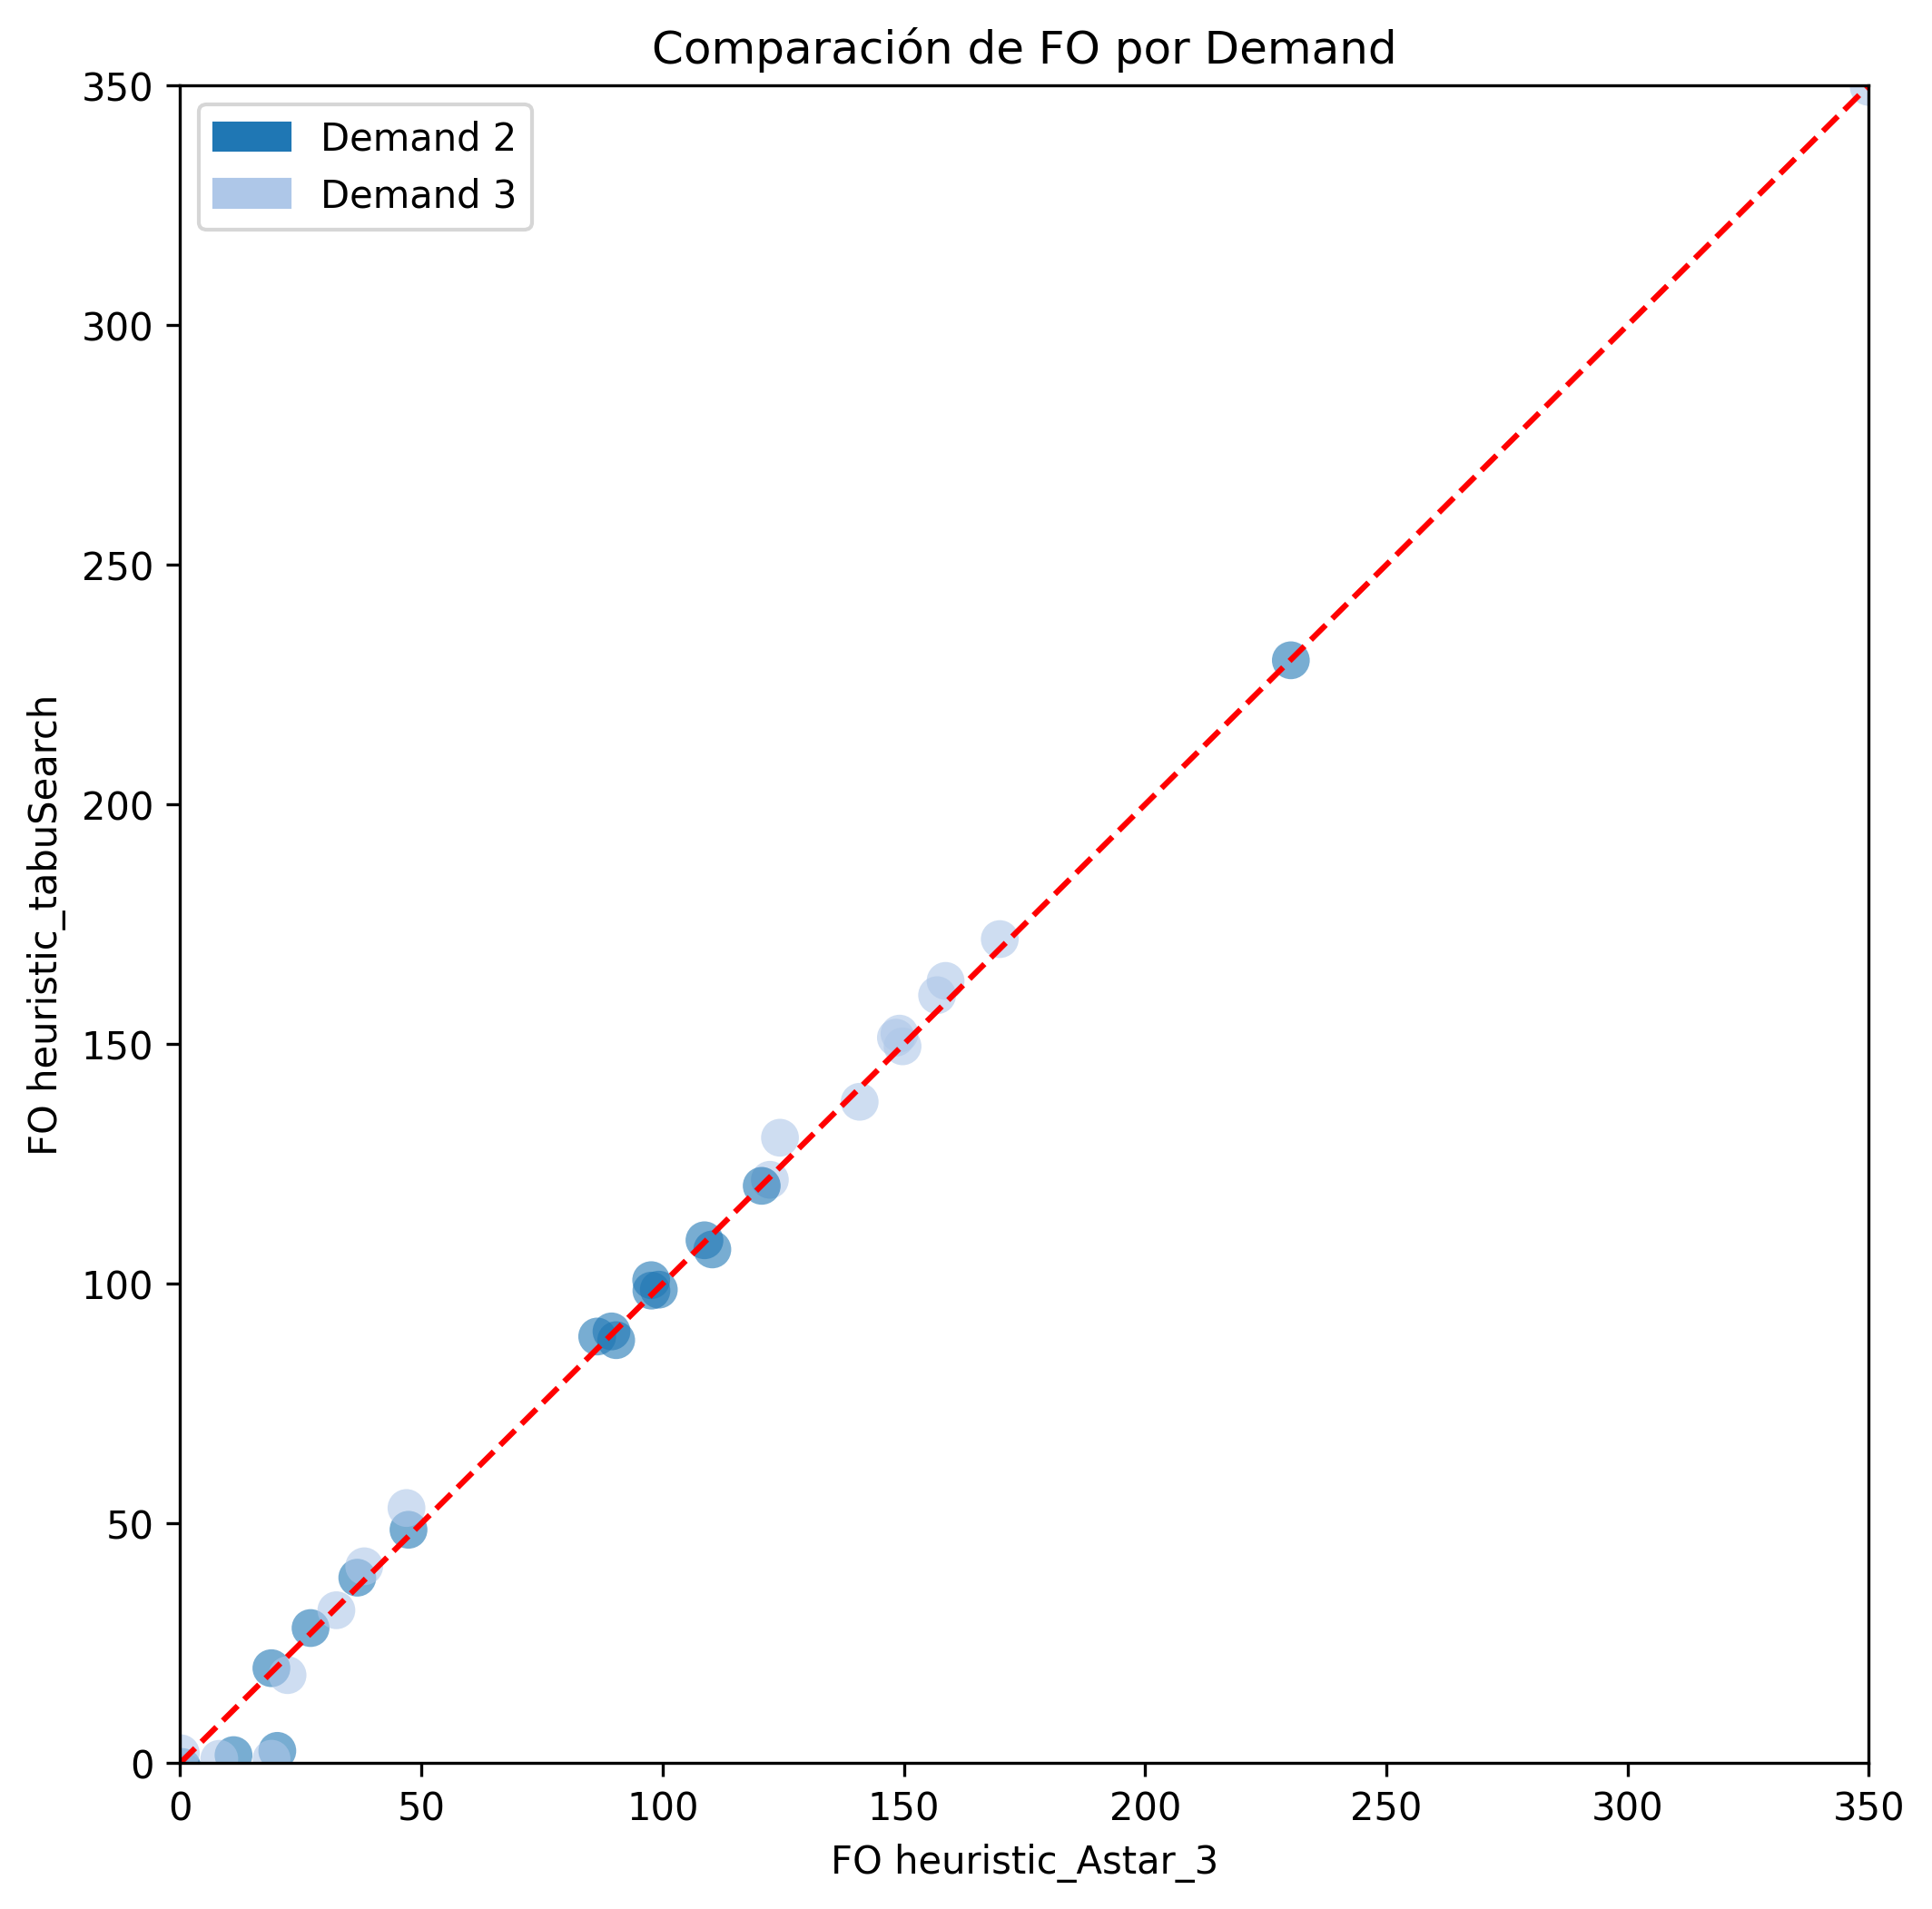 Comparación de FO por Demand
Demand 2
Demand 3
350
300
250
200
150
100
50
0
FO heuristic_tabuSearch
0 50 100 150 200 250 300 350
FO heuristic_Astar_3